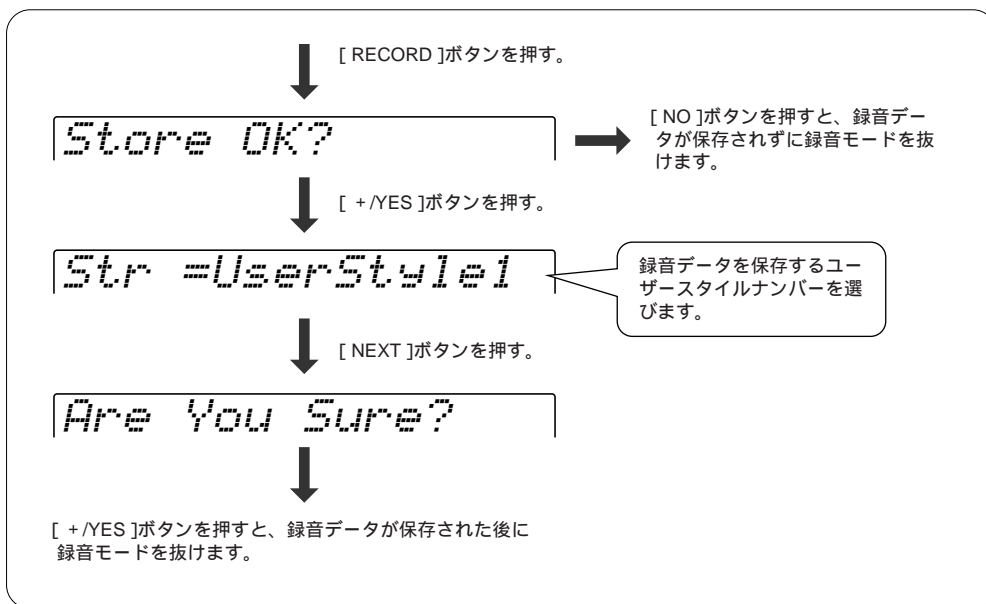 [ RECORD ]ボタンを押す。
Store OK?
[ NO ]ボタンを押すと、録音デー
タが保存されずに録音モードを抜
けます。
[ +/YES ]ボタンを押す。
Str =UserStyle1
録音データを保存するユー
ザースタイルナンバーを選
びます。
[ NEXT ]ボタンを押す。
Are You Sure?
[ +/YES ]ボタンを押すと、録音データが保存された後に
録音モードを抜けます。